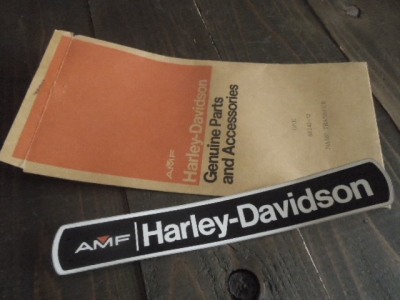 AMF
Harley-Davidson
Genuine Parts
and Accessories
AMF
Harley-Davidson